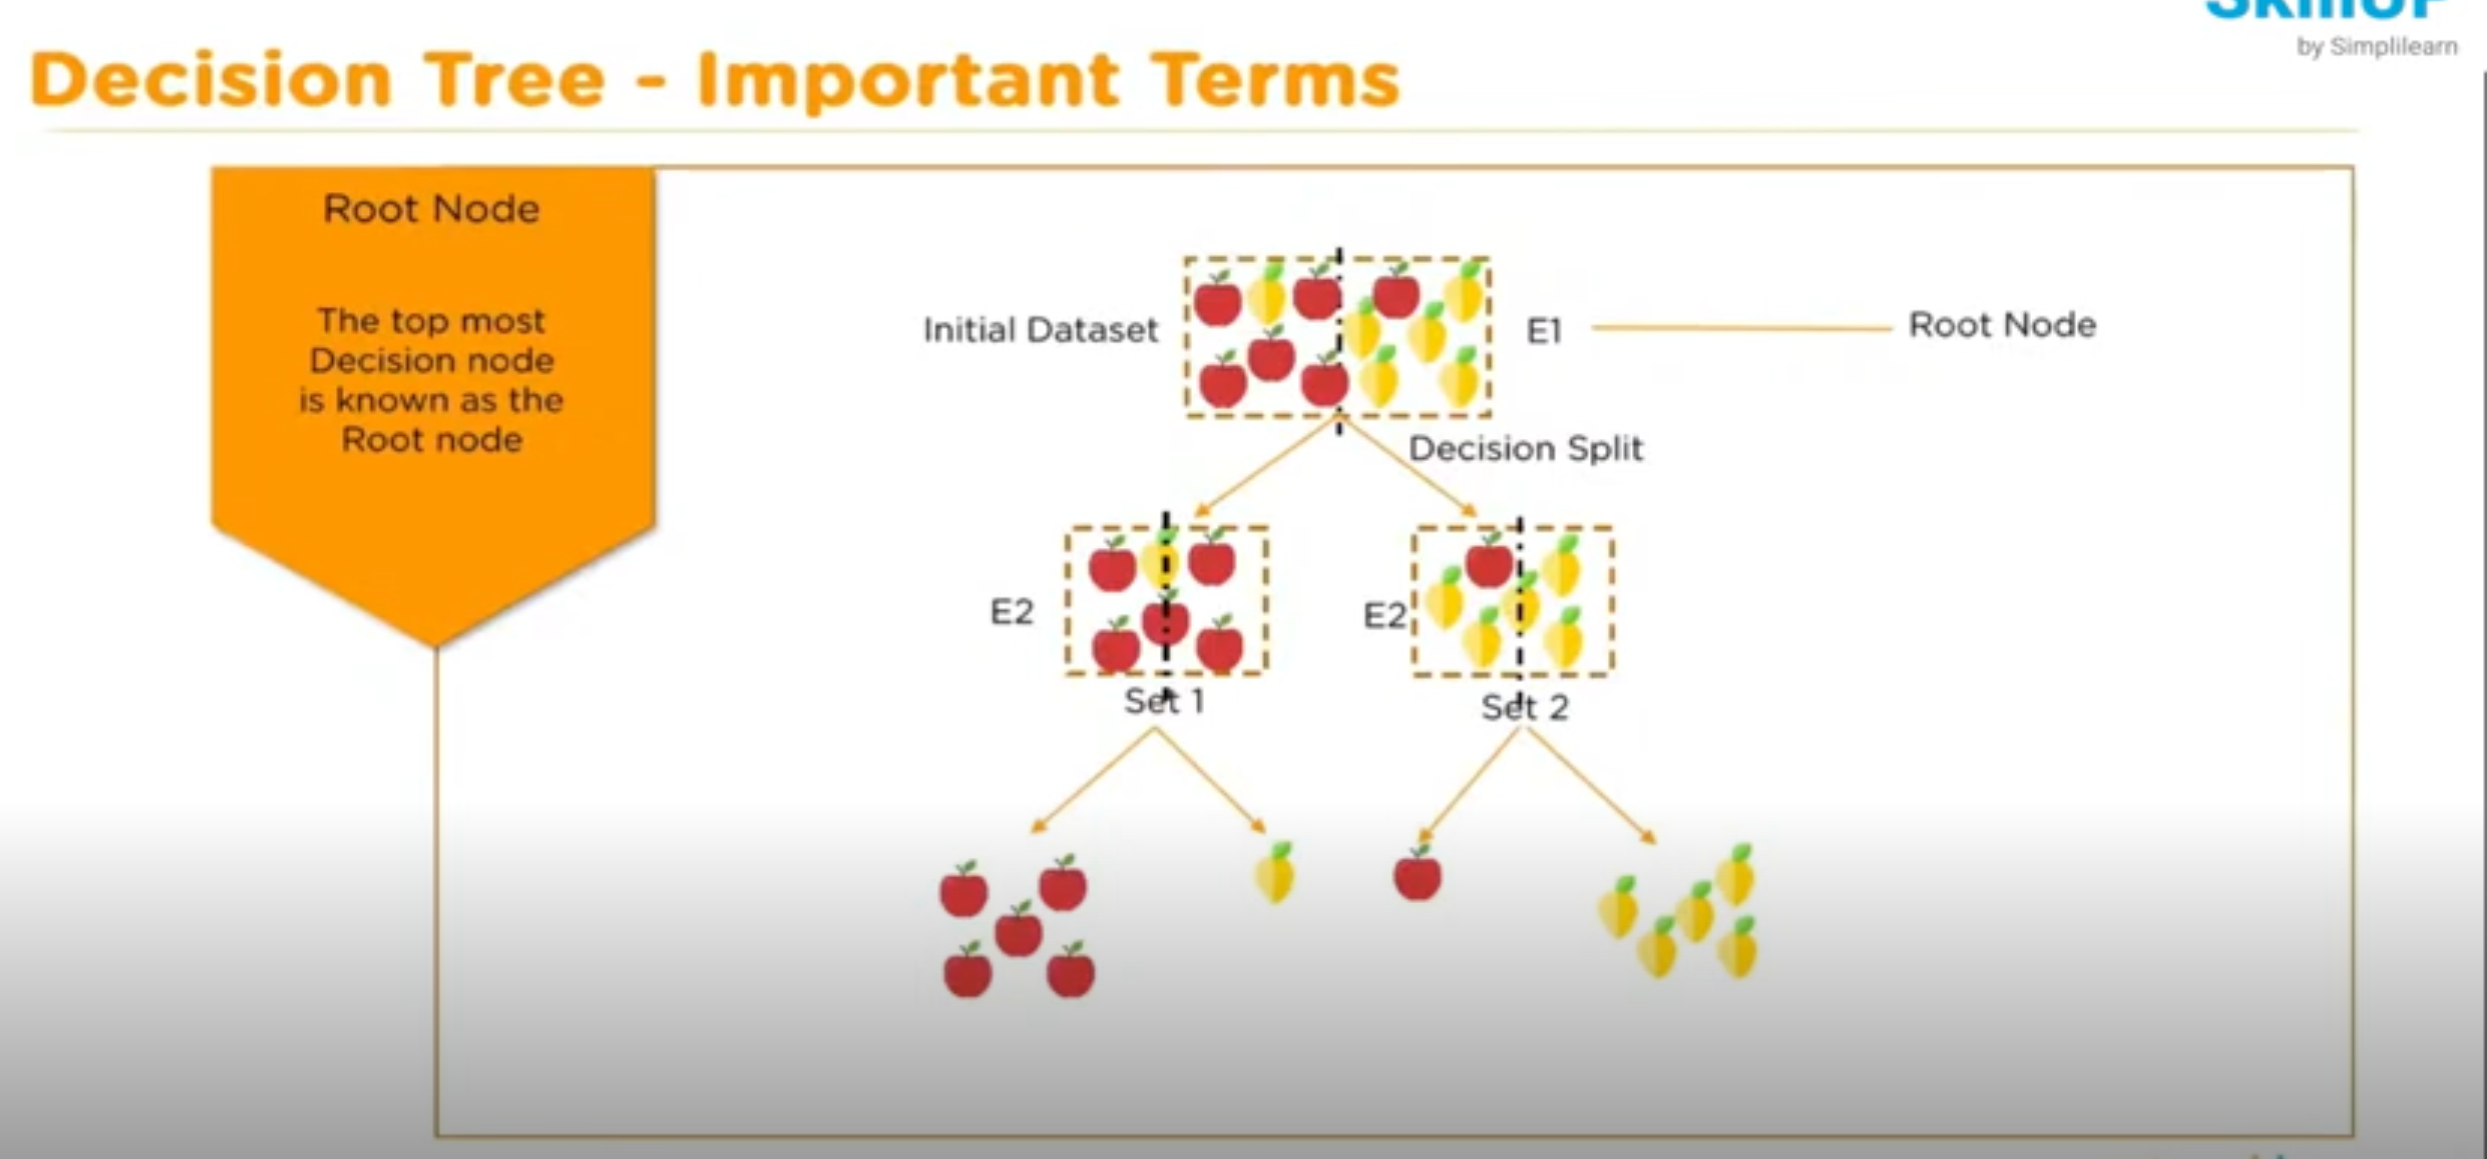 SkillUP
by Simplilearn
Decision Tree - Important Terms
Root Node
The top most
Decision node
is known as the
Root node
Initial Dataset
E1
Root Node
Decision Split
E2
E2
Set 1
Set 2